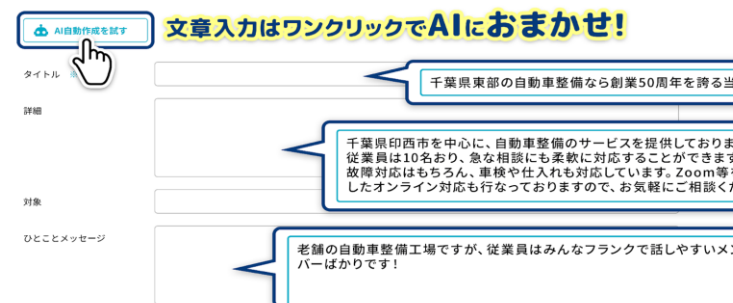 AI自動作成を試す
文章入力はワンクリックでAIにおまかせ!
タイトル
千葉県東部の自動車整備なら創業50周年を誇る当
詳細
千葉県印西市を中心に、自動車整備のサービスを提供しておりま
従業員は10名おり、急な相談にも柔軟に対応することができます
故障対応はもちろん、車検や仕入れも対応しています。Zoom等を
したオンライン対応も行なっておりますので、お気軽にご相談くだ
対象
ひとことメッセージ
老舗の自動車整備工場ですが、従業員はみんなフランクで話しやすいメン
バーばかりです!